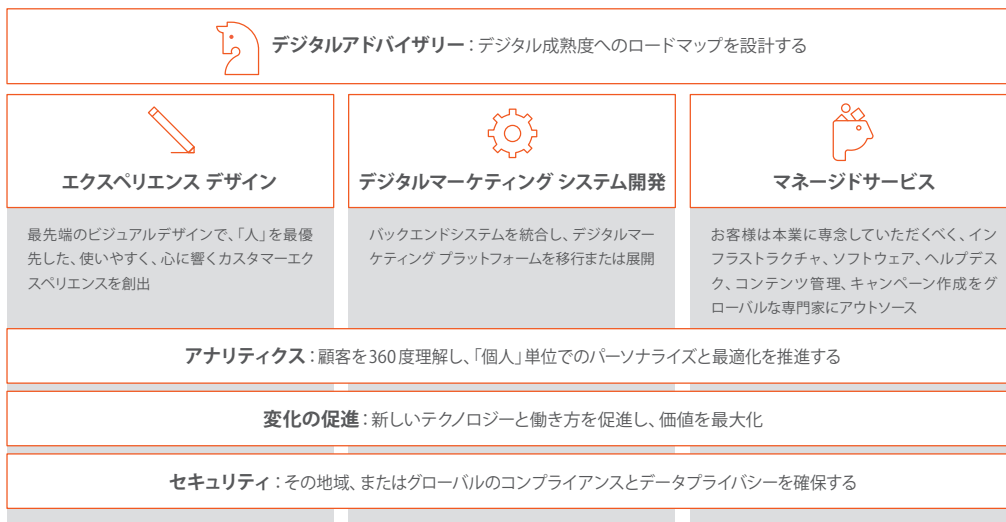 デジタルアドバイザリー：デジタル成熟度へのロードマップを設計する
エクスペリエンス デザイン
最先端のビジュアルデザインで、「人」を最優
先した、使いやすく、心に響くカスタマーエク
スペリエンスを創出
デジタルマーケティング システム開発
バックエンドシステムを統合し、デジタルマー
ケティング プラットフォームを移行または展開
マネージドサービス
お客様は本業に専念していただくべく、イン
フラストラクチャ、ソフトウェア、ヘルプデス
ク、コンテンツ管理、キャンペーン作成をグ
ローバルな専門家にアウトソース
アナリティクス：顧客を360度理解し、「個人」単位でのパーソナライズと最適化を推進する
変化の促進：新しいテクノロジーと働き方を促進し、価値を最大化
セキュリティ：その地域、またはグローバルのコンプライアンスとデータプライバシーを確保する